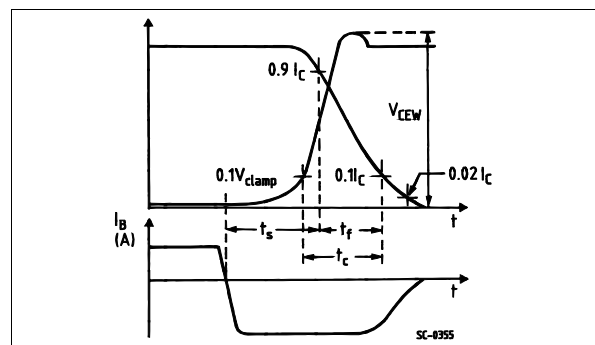 0.9 I_C
V_CEW
0.1V_clamp
0.1I_C
0.02 I_C
t
I_B
(A)
t_s
t_f
t_c
t
SC-0355